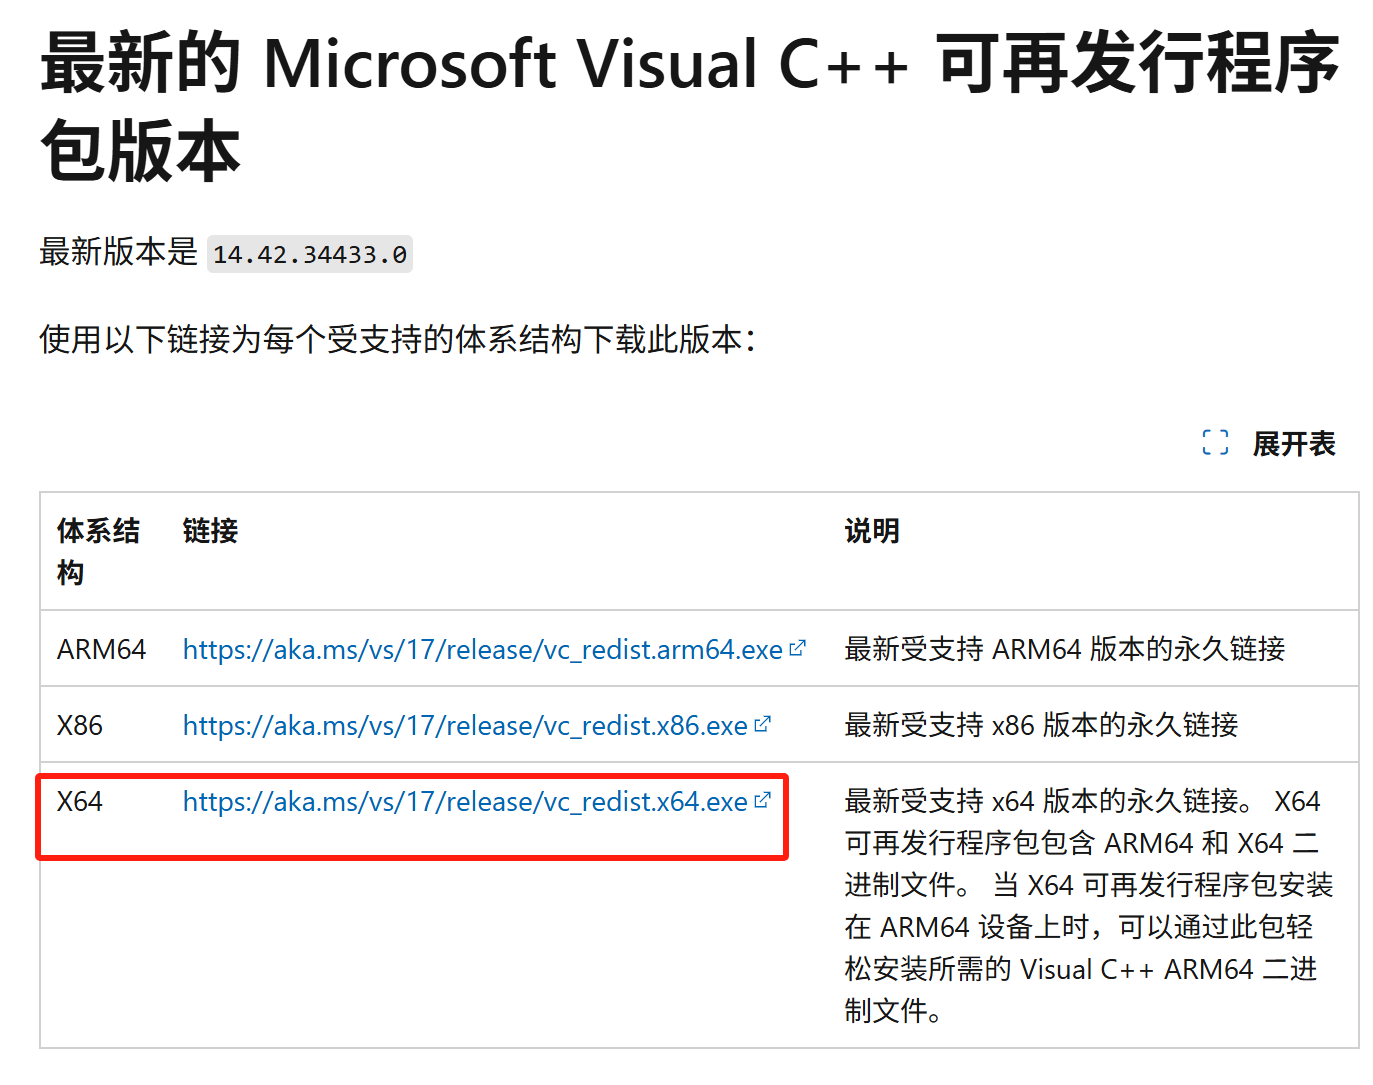 最新的 Microsoft Visual C++ 可再发行程序
包版本
最新版本是 14.42.34433.0
使用以下链接为每个受支持的体系结构下载此版本：
展开表
体系结
构
链接
说明
ARM64
https://aka.ms/vs/17/release/vc_redist.arm64.exe
最新受支持 ARM64 版本的永久链接
X86
https://aka.ms/vs/17/release/vc_redist.x86.exe
最新受支持 x86 版本的永久链接
X64
https://aka.ms/vs/17/release/vc_redist.x64.exe
最新受支持 x64 版本的永久链接。 X64
可再发行程序包包含 ARM64 和 X64 二
进制文件。 当 X64 可再发行程序包安装
在 ARM64 设备上时，可以通过此包轻
松安装所需的 Visual C++ ARM64 二进
制文件。